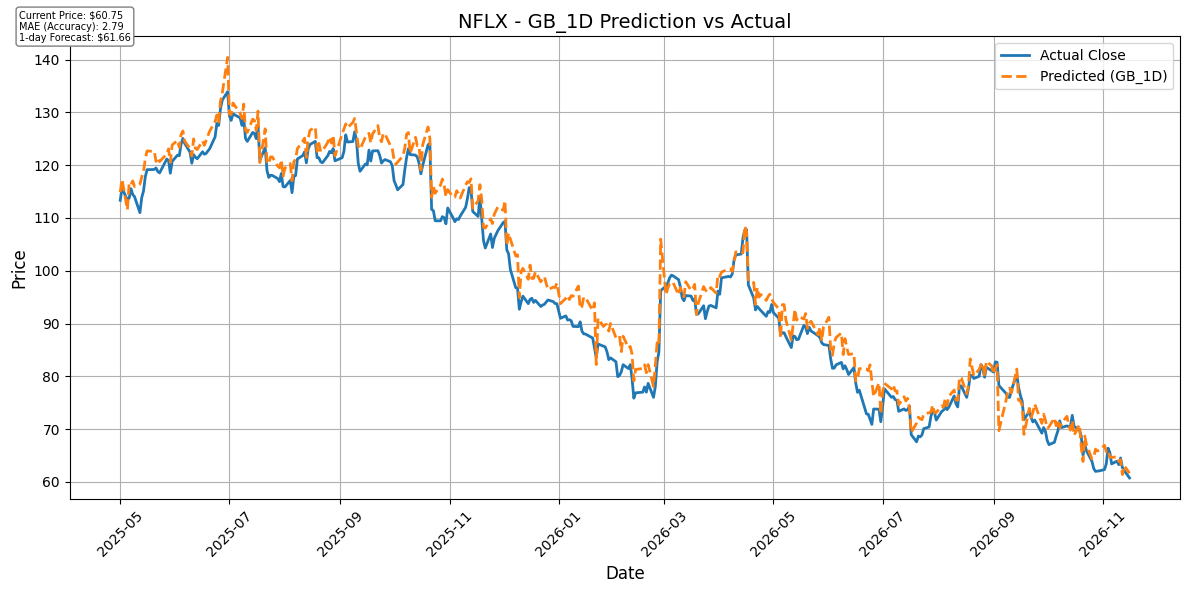 NFLX - GB_1D Prediction vs Actual
Current Price: $60.75
MAE (Accuracy): 2.79
1-day Forecast: $61.66
Actual Close
Predicted (GB_1D)
Price
140
130
120
110
100
90
80
70
60
2025-05
2025-07
2025-09
2025-11
2026-01
2026-03
2026-05
2026-07
2026-09
2026-11
Date